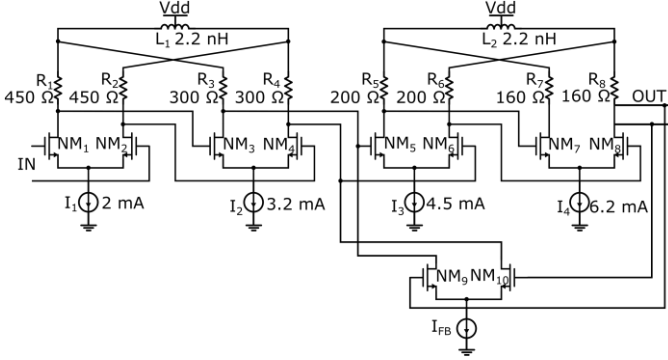 Vdd Vdd
L1 2.2 nH L2 2.2 nH
R1 R2 R3 R4 R5 R6 R7 R8
450 Ω 450 Ω 300 Ω 300 Ω 200 Ω 200 Ω 160 Ω 160 Ω OUT
NM1 NM2 NM3 NM4 NM5 NM6 NM7 NM8
IN
I1 2 mA I2 3.2 mA I3 4.5 mA I4 6.2 mA
NM9 NM10
IFB